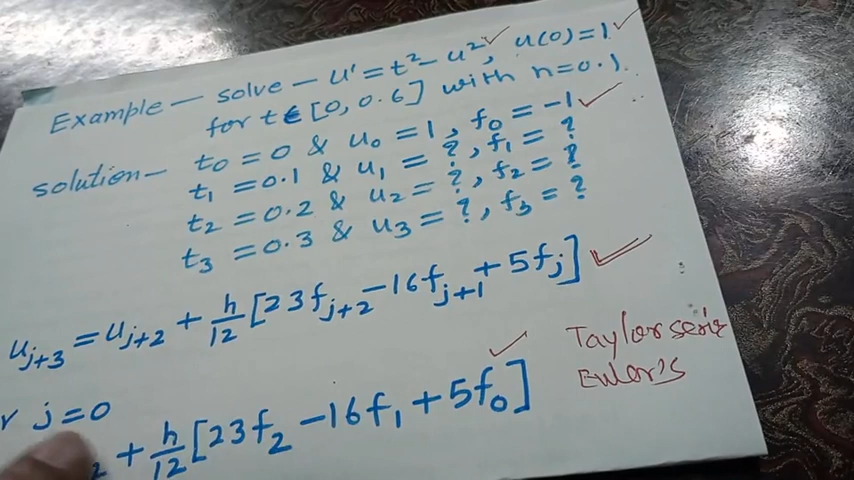 Example — solve — u' = t² - u², u(0) = 1
for t ∈ [0, 0.6] with h = 0.1.
solution — t₀ = 0 & u₀ = 1, f₀ = -1
t₁ = 0.1 & u₁ = ?, f₁ = ?
t₂ = 0.2 & u₂ = ?, f₂ = ?
t₃ = 0.3 & u₃ = ?, f₃ = ?
u_{j+3} = u_{j+2} + h/12 [23f_{j+2} - 16f_{j+1} + 5f_j]
Taylor serie
Euler's
j = 0
₂ + h/12 [23f₂ - 16f₁ + 5f₀]